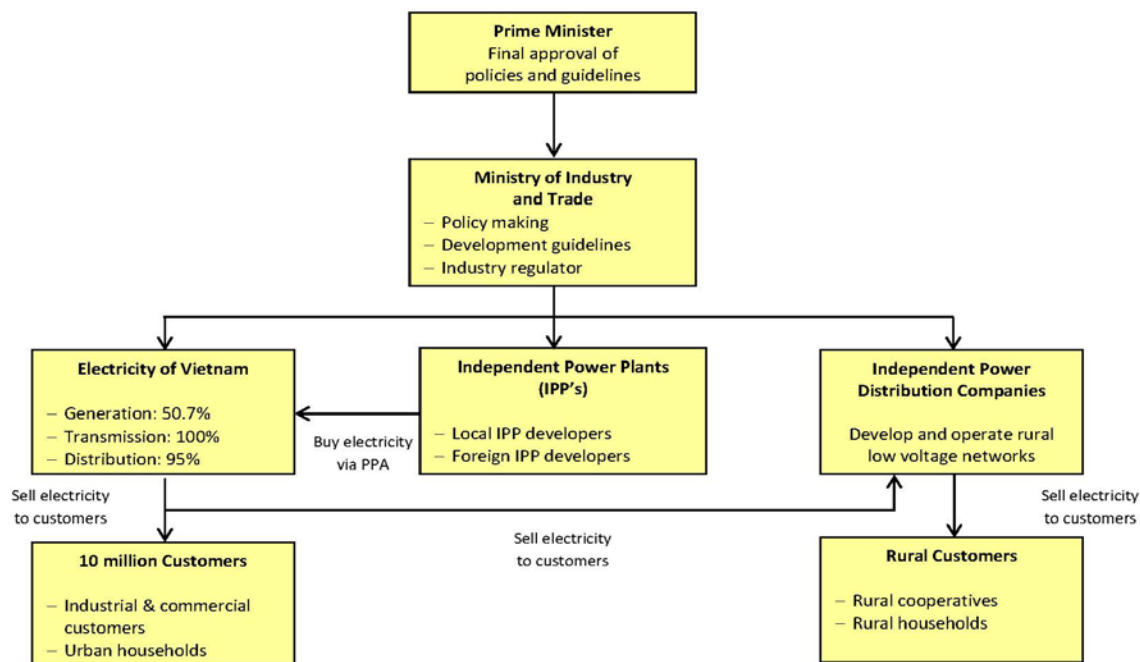 Prime Minister
Final approval of
policies and guidelines
Ministry of Industry
and Trade
– Policy making
– Development guidelines
– Industry regulator
Electricity of Vietnam
– Generation: 50.7%
– Transmission: 100%
– Distribution: 95%
Buy electricity
via PPA
Independent Power Plants
(IPP's)
– Local IPP developers
– Foreign IPP developers
Independent Power
Distribution Companies
Develop and operate rural
low voltage networks
Sell electricity
to customers
Sell electricity
to customers
Sell electricity
to customers
10 million Customers
– Industrial & commercial
customers
– Urban households
Rural Customers
– Rural cooperatives
– Rural households